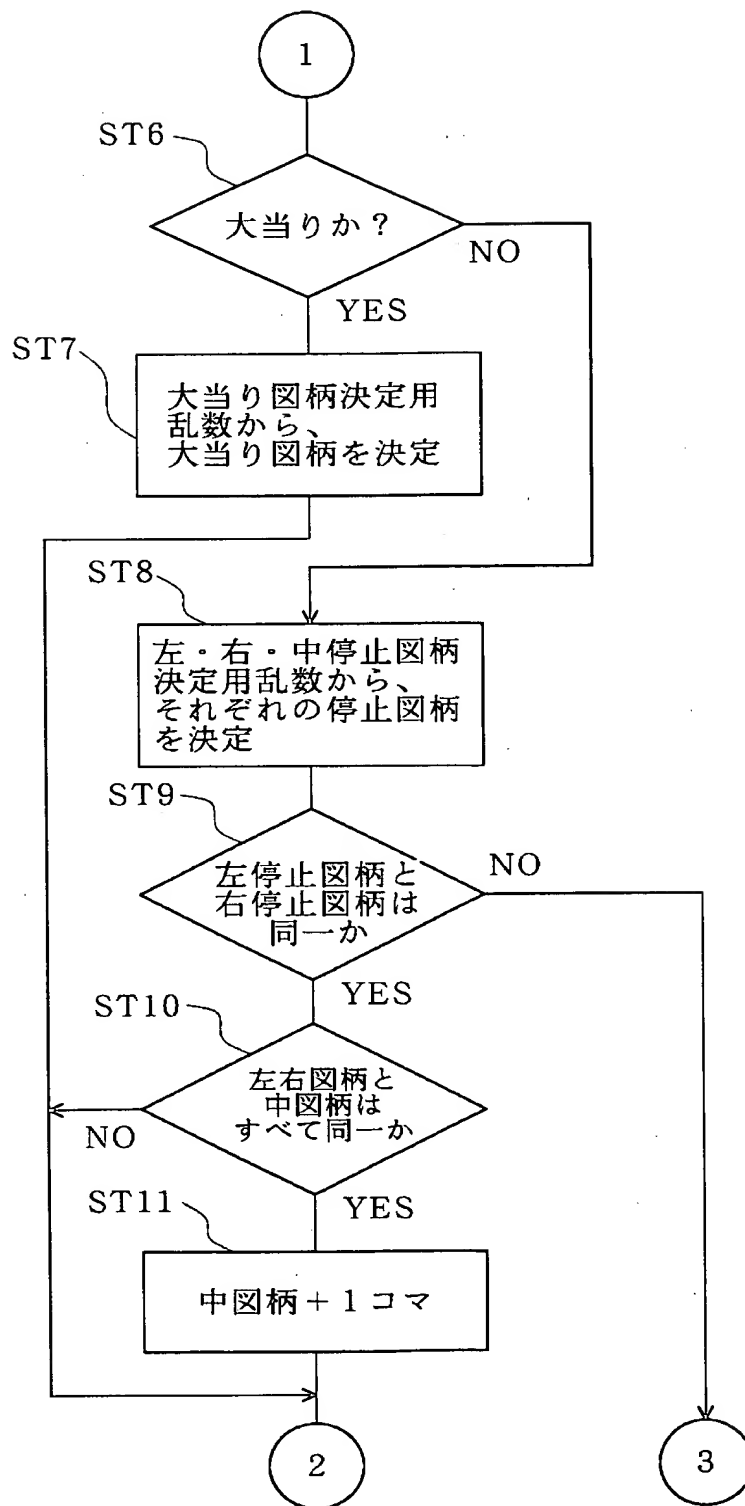 1
ST6
大当りか？
NO
YES
ST7
大当り図柄決定用
乱数から、
大当り図柄を決定
ST8
左・右・中停止図柄
決定用乱数から、
それぞれの停止図柄
を決定
ST9
左停止図柄と
右停止図柄は
同一か
NO
YES
ST10
左右図柄と
中図柄は
すべて同一か
NO
YES
ST11
中図柄＋１コマ
2
3